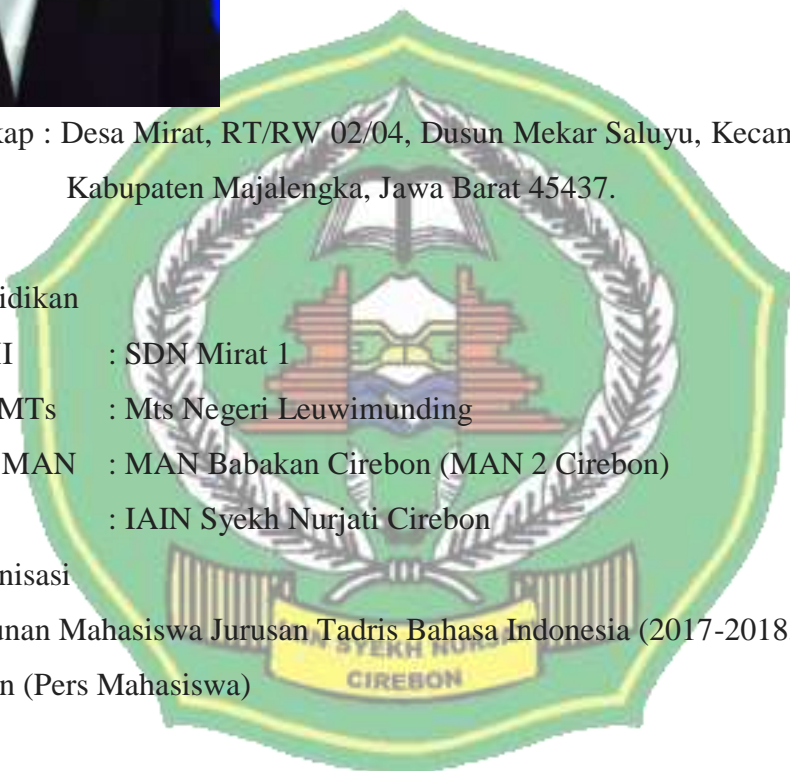 kap : Desa Mirat, RT/RW 02/04, Dusun Mekar Saluyu, Kecan
Kabupaten Majalengka, Jawa Barat 45437.
idikan
: SDN Mirat 1
MTs : Mts Negeri Leuwimunding
MAN : MAN Babakan Cirebon (MAN 2 Cirebon)
: IAIN Syekh Nurjati Cirebon
nisasi
unan Mahasiswa Jurusan Tadris Bahasa Indonesia (2017-2018
SYEKH
CIREBON
n (Pers Mahasiswa)